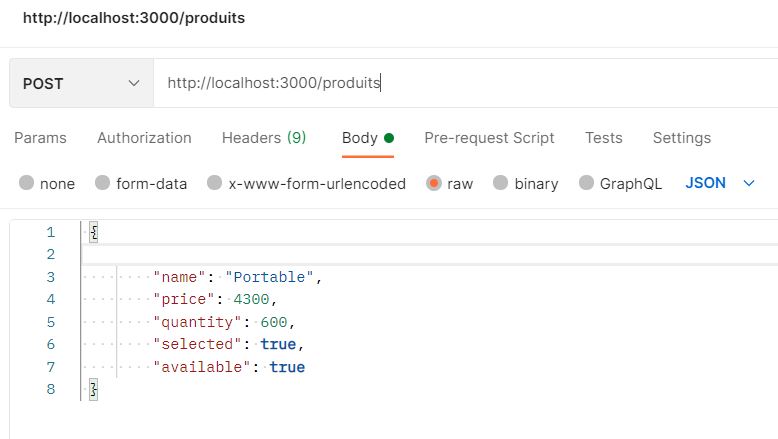 http://localhost:3000/produits
POST http://localhost:3000/produits
Params Authorization Headers (9) Body Pre-request Script Tests Settings
none form-data x-www-form-urlencoded raw binary GraphQL JSON
1 {
2
3 "name": "Portable",
4 "price": 4300,
5 "quantity": 600,
6 "selected": true,
7 "available": true
8 }